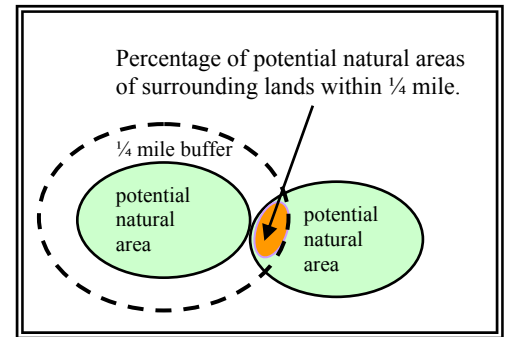 Percentage of potential natural areas
of surrounding lands within ¼ mile.
¼ mile buffer
potential
natural
area
potential
natural
area